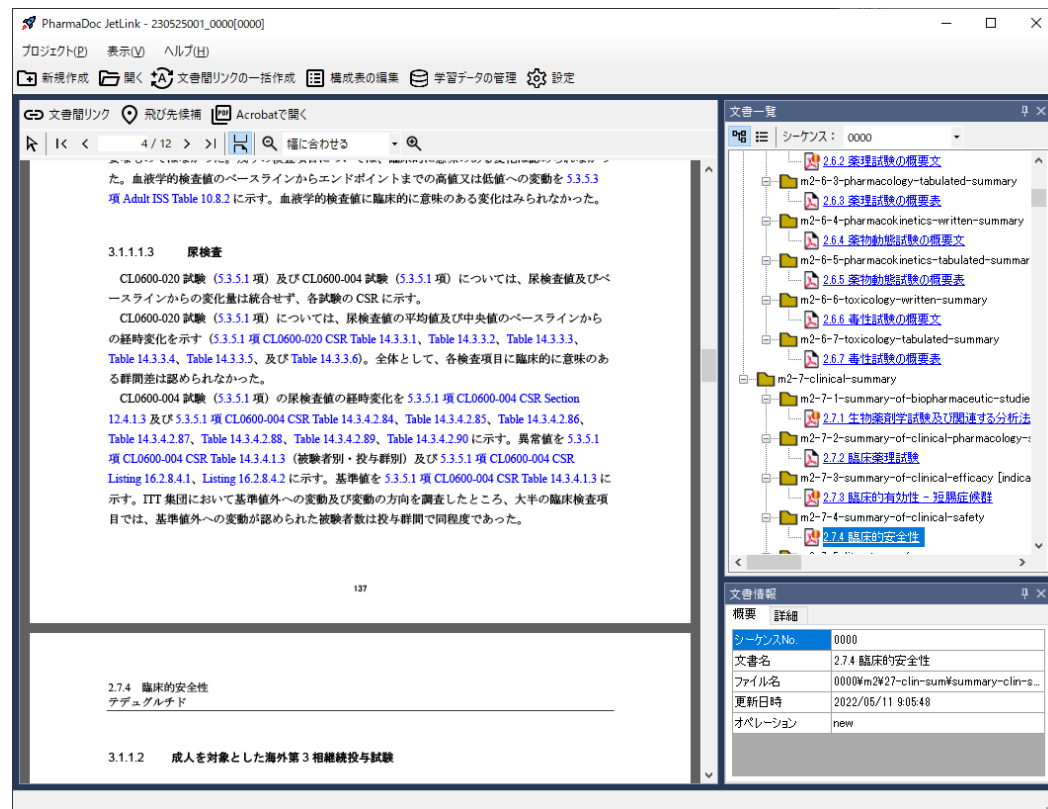 PharmaDoc JetLink - 230525001_0000[0000]
プロジェクト(P) 表示(V) ヘルプ(H)
新規作成 開く 文書間リンクの一括作成 構成表の編集 学習データの管理 設定
文書間リンク 飛び先候補 Acrobatで開く
4 / 12 幅に合わせる
た。血液学的検査値のベースラインからエンドポイントまでの高値又は低値への変動を 5.3.5.3
項 Adult ISS Table 10.8.2 に示す。血液学的検査値に臨床的に意味のある変化はみられなかった。
3.1.1.1.3 尿検査
CL0600-020 試験（5.3.5.1 項）及び CL0600-004 試験（5.3.5.1 項）については、尿検査値及びベ
ースラインからの変化量は統合せず、各試験の CSR に示す。
CL0600-020 試験（5.3.5.1 項）については、尿検査値の平均値及び中央値のベースラインから
の経時変化を示す（5.3.5.1 項 CL0600-020 CSR Table 14.3.3.1、Table 14.3.3.2、Table 14.3.3.3、
Table 14.3.3.4、Table 14.3.3.5、及び Table 14.3.3.6）。全体として、各検査項目に臨床的に意味のあ
る群間差は認められなかった。
CL0600-004 試験（5.3.5.1 項）の尿検査値の経時変化を 5.3.5.1 項 CL0600-004 CSR Section
12.4.1.3 及び 5.3.5.1 項 CL0600-004 CSR Table 14.3.4.2.84、Table 14.3.4.2.85、Table 14.3.4.2.86、
Table 14.3.4.2.87、Table 14.3.4.2.88、Table 14.3.4.2.89、Table 14.3.4.2.90 に示す。異常値を 5.3.5.1
項 CL0600-004 CSR Table 14.3.4.1.3（被験者別・投与群別）及び 5.3.5.1 項 CL0600-004 CSR
Listing 16.2.8.4.1、Listing 16.2.8.4.2 に示す。基準値を 5.3.5.1 項 CL0600-004 CSR Table 14.3.4.1.3 に
示す。ITT 集団において基準値外への変動及び変動の方向を調査したところ、大半の臨床検査項
目では、基準値外への変動が認められた被験者数は投与群間で同程度であった。
137
2.7.4 臨床的安全性
テデュグルチド
3.1.1.2 成人を対象とした海外第 3 相継続投与試験
文書一覧
シーケンス： 0000
2.6.2 薬理試験の概要文
m2-6-3-pharmacology-tabulated-summary
2.6.3 薬理試験の概要表
m2-6-4-pharmacokinetics-written-summary
2.6.4 薬物動態試験の概要文
m2-6-5-pharmacokinetics-tabulated-summar
2.6.5 薬物動態試験の概要表
m2-6-6-toxicology-written-summary
2.6.6 毒性試験の概要文
m2-6-7-toxicology-tabulated-summary
2.6.7 毒性試験の概要表
m2-7-clinical-summary
m2-7-1-summary-of-biopharmaceutic-studie
2.7.1 生物薬剤学試験及び関連する分析法
m2-7-2-summary-of-clinical-pharmacology-s
2.7.2 臨床薬理試験
m2-7-3-summary-of-clinical-efficacy [indica
2.7.3 臨床的有効性 - 短腸症候群
m2-7-4-summary-of-clinical-safety
2.7.4 臨床的安全性
文書情報
概要 詳細
シーケンスNo. 0000
文書名 2.7.4 臨床的安全性
ファイル名 0000¥m2¥27-clin-sum¥summary-clin-s...
更新日時 2022/05/11 9:05:48
オペレーション new